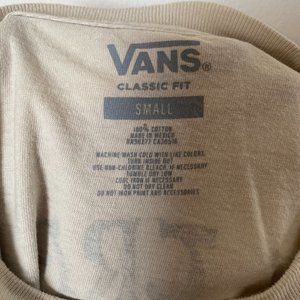 VANS®
CLASSIC FIT
SMALL
100% COTTON
MADE IN MEXICO
CA36516
MACHINE WASH COLD WITH LIKE COLORS.
TURN INSIDE OUT
USE NON-CHLORINE BLEACH, IF NECESSARY
TUMBLE DRY LOW
COOL IRON IF NECESSARY
DO NOT DRY CLEAN
DO NOT IRON PRINT AND ACCESSORIES.